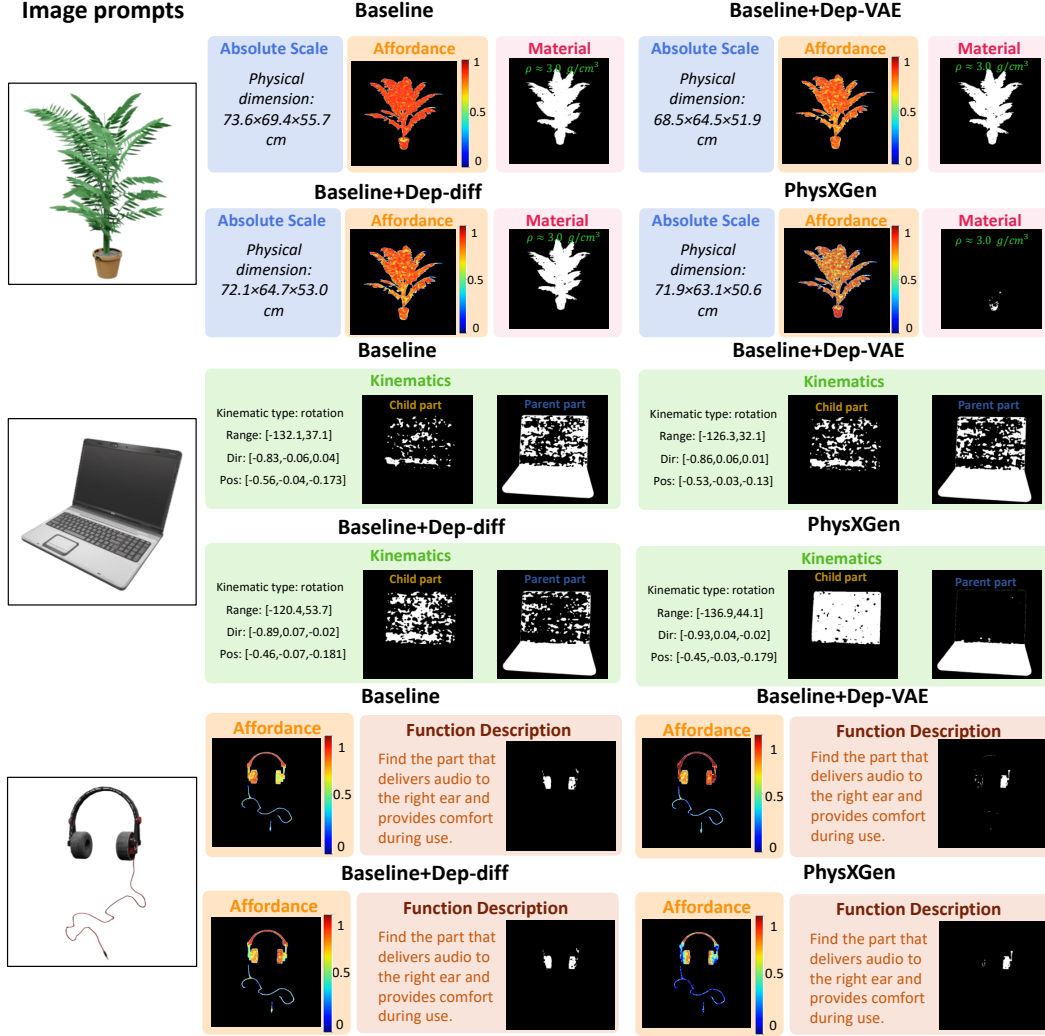 Image prompts
Baseline
Baseline+Dep-VAE
Absolute Scale
Physical
dimension:
73.6×69.4×55.7
cm
Affordance
1
0.5
0
Material
ρ ≈ 3.0 g/cm³
Absolute Scale
Physical
dimension:
68.5×64.5×51.9
cm
Affordance
1
0.5
0
Material
ρ ≈ 3.0 g/cm³
Baseline+Dep-diff
PhysXGen
Absolute Scale
Physical
dimension:
72.1×64.7×53.0
cm
Affordance
1
0.5
0
Material
ρ ≈ 3.0 g/cm³
Absolute Scale
Physical
dimension:
71.9×63.1×50.6
cm
Affordance
1
0.5
0
Material
ρ ≈ 3.0 g/cm³
Baseline
Baseline+Dep-VAE
Kinematics
Kinematic type: rotation
Range: [-132.1,37.1]
Dir: [-0.83,-0.06,0.04]
Pos: [-0.56,-0.04,-0.173]
Child part
Parent part
Kinematics
Kinematic type: rotation
Range: [-126.3,32.1]
Dir: [-0.86,0.06,0.01]
Pos: [-0.53,-0.03,-0.13]
Child part
Parent part
Baseline+Dep-diff
PhysXGen
Kinematics
Kinematic type: rotation
Range: [-120.4,53.7]
Dir: [-0.89,0.07,-0.02]
Pos: [-0.46,-0.07,-0.181]
Child part
Parent part
Kinematics
Kinematic type: rotation
Range: [-136.9,44.1]
Dir: [-0.93,0.04,-0.02]
Pos: [-0.45,-0.03,-0.179]
Child part
Parent part
Baseline
Baseline+Dep-VAE
Affordance
1
0.5
0
Function Description
Find the part that
delivers audio to
the right ear and
provides comfort
during use.
Affordance
1
0.5
0
Function Description
Find the part that
delivers audio to
the right ear and
provides comfort
during use.
Baseline+Dep-diff
PhysXGen
Affordance
1
0.5
0
Function Description
Find the part that
delivers audio to
the right ear and
provides comfort
during use.
Affordance
1
0.5
0
Function Description
Find the part that
delivers audio to
the right ear and
provides comfort
during use.